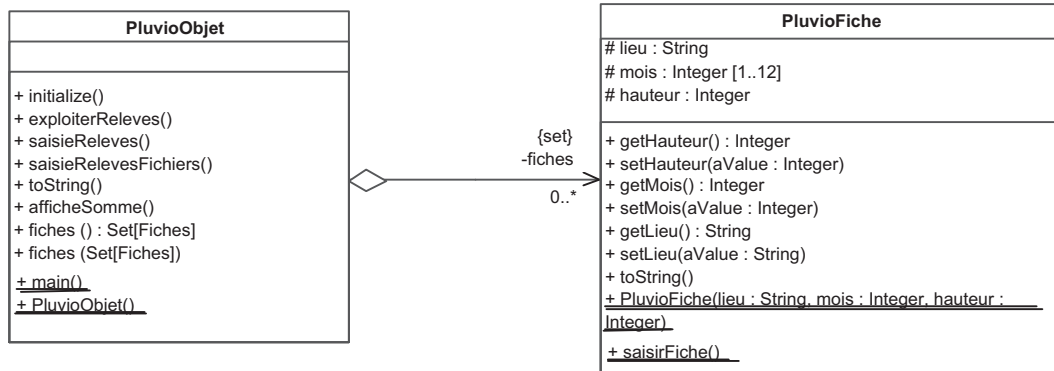 PluvioObjet
+ initialize()
+ exploiterReleves()
+ saisieReleves()
+ saisieRelevesFichiers()
+ toString()
+ afficheSomme()
+ fiches () : Set[Fiches]
+ fiches (Set[Fiches])
+ main()
+ PluvioObjet()
{set}
-fiches
0..*
PluvioFiche
# lieu : String
# mois : Integer [1..12]
# hauteur : Integer
+ getHauteur() : Integer
+ setHauteur(aValue : Integer)
+ getMois() : Integer
+ setMois(aValue : Integer)
+ getLieu() : String
+ setLieu(aValue : String)
+ toString()
+ PluvioFiche(lieu : String, mois : Integer, hauteur :
Integer)
+ saisirFiche()